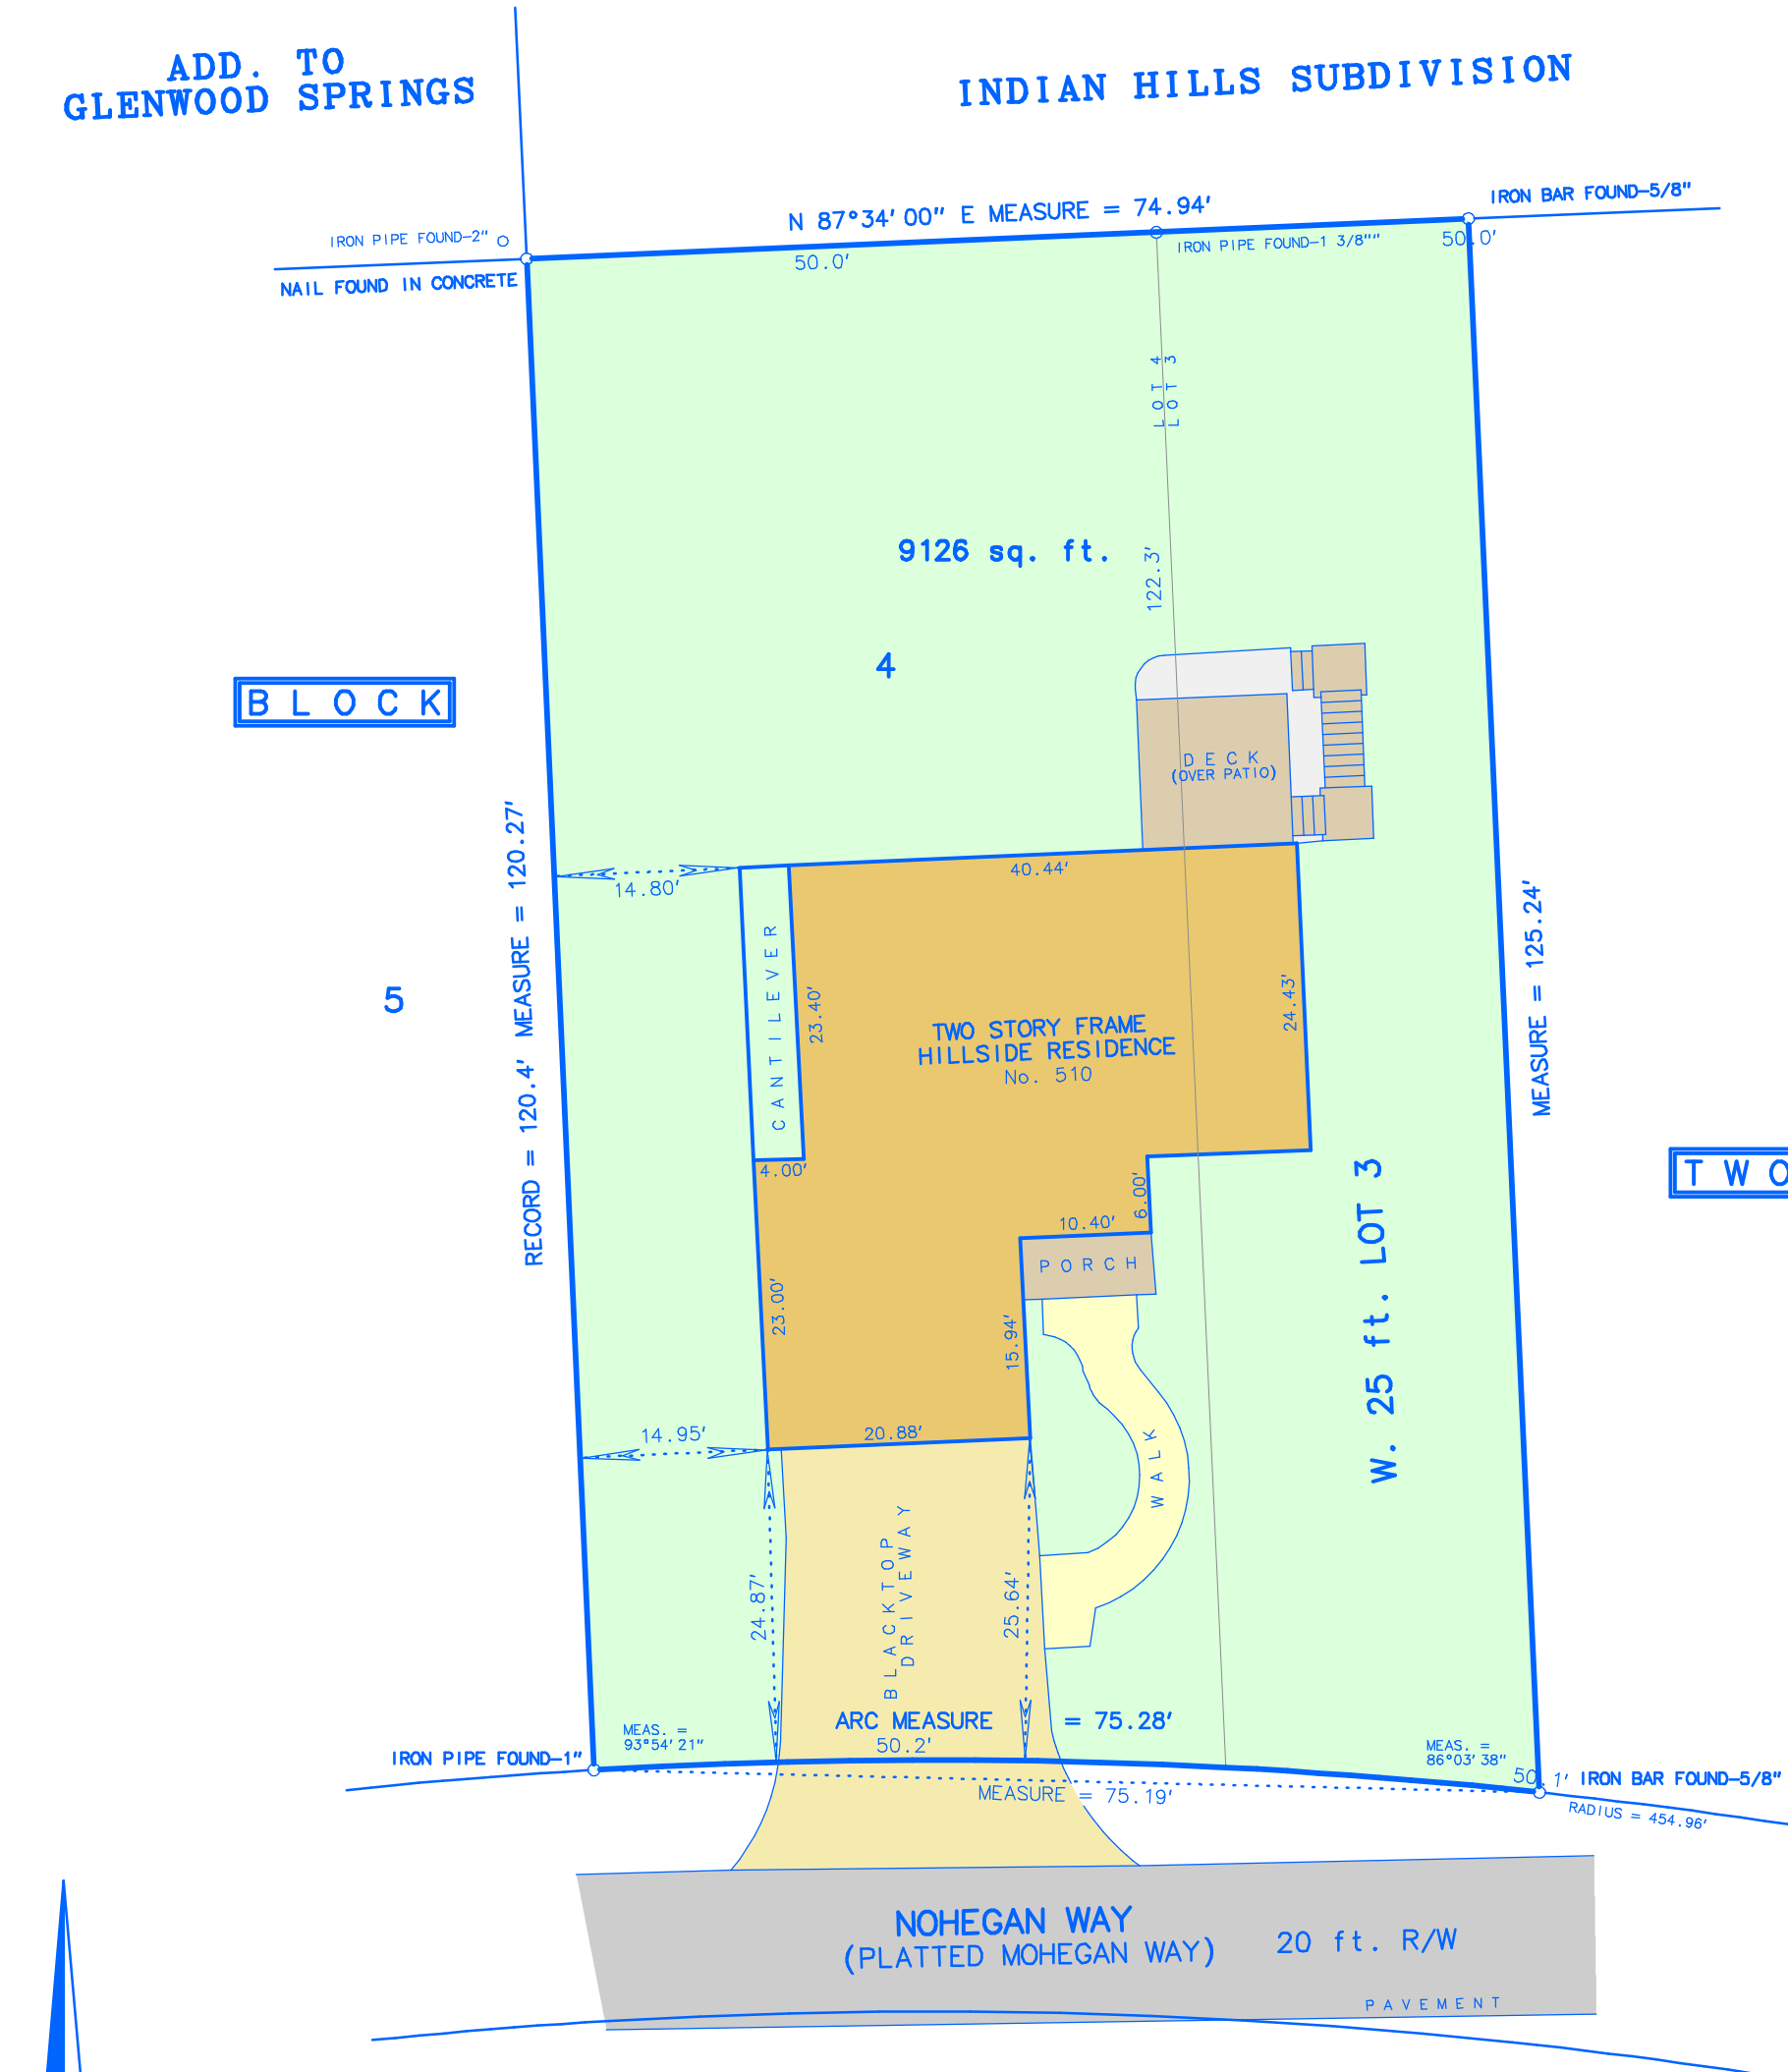 ADD. TO
GLENWOOD SPRINGS
INDIAN HILLS SUBDIVISION
N 87°34'00" E MEASURE = 74.94'
IRON BAR FOUND-5/8"
IRON PIPE FOUND-2"
IRON PIPE FOUND-1 3/8""
50.0'
50.0'
NAIL FOUND IN CONCRETE
LOT 4
LOT 3
9126 sq. ft.
122.3'
4
BLOCK
DECK
(OVER PATIO)
RECORD = 120.4' MEASURE = 120.27'
14.80'
40.44'
MEASURE = 125.24'
CANTILEVER
23.40'
24.43'
5
TWO STORY FRAME
HILLSIDE RESIDENCE
No. 510
4.00'
TWO
W. 25 ft. LOT 3
6.00'
10.40'
PORCH
23.00'
15.94'
14.95'
20.88'
WALK
BLACKTOP
DRIVEWAY
24.87'
25.64'
ARC MEASURE = 75.28'
50.2'
MEAS. =
93°54'21"
MEAS. =
86°03'38"
IRON PIPE FOUND-1"
50.1'
IRON BAR FOUND-5/8"
MEASURE = 75.19'
RADIUS = 454.96'
NOHEGAN WAY
(PLATTED MOHEGAN WAY)
20 ft. R/W
PAVEMENT